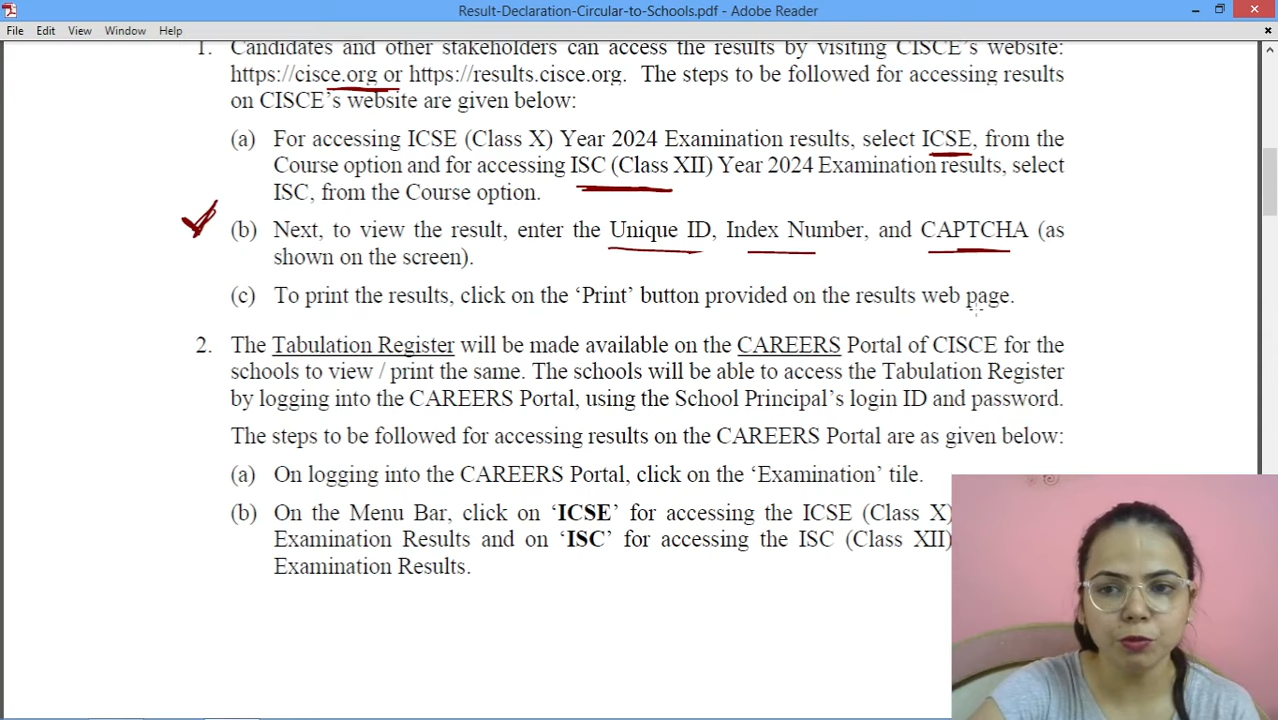 Result-Declaration-Circular-to-Schools.pdf - Adobe Reader
File Edit View Window Help
1. Candidates and other stakeholders can access the results by visiting CISCE's website:
https://cisce.org or https://results.cisce.org. The steps to be followed for accessing results
on CISCE's website are given below:
(a) For accessing ICSE (Class X) Year 2024 Examination results, select ICSE, from the
Course option and for accessing ISC (Class XII) Year 2024 Examination results, select
ISC, from the Course option.
(b) Next, to view the result, enter the Unique ID, Index Number, and CAPTCHA (as
shown on the screen).
(c) To print the results, click on the ‘Print’ button provided on the results web page.
2. The Tabulation Register will be made available on the CAREERS Portal of CISCE for the
schools to view / print the same. The schools will be able to access the Tabulation Register
by logging into the CAREERS Portal, using the School Principal’s login ID and password.
The steps to be followed for accessing results on the CAREERS Portal are as given below:
(a) On logging into the CAREERS Portal, click on the ‘Examination’ tile.
(b) On the Menu Bar, click on ‘ICSE’ for accessing the ICSE (Class X)
Examination Results and on ‘ISC’ for accessing the ISC (Class XII)
Examination Results.